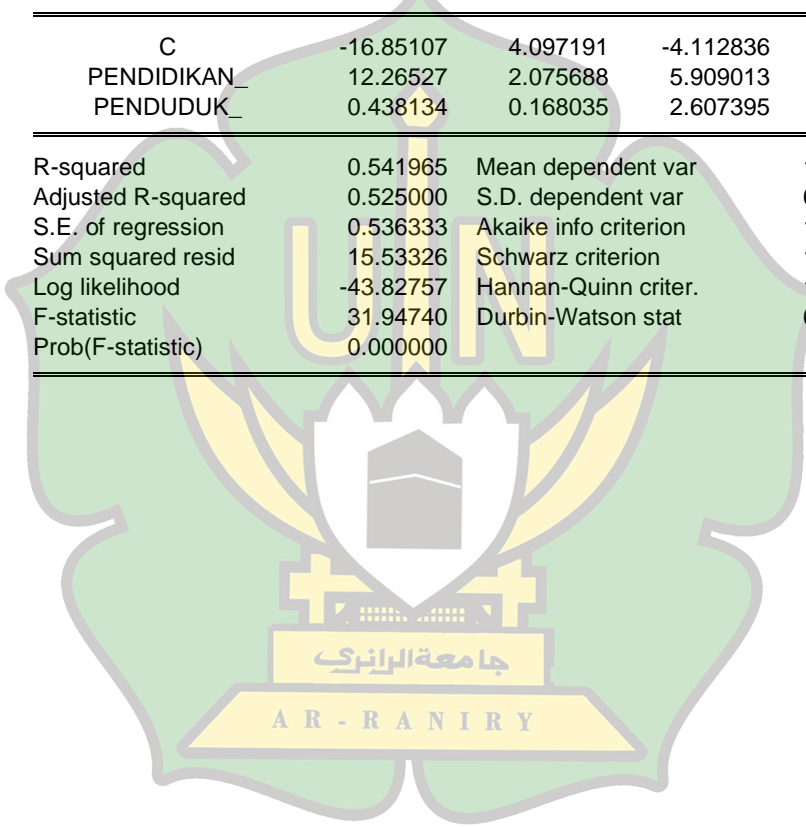 C -16.85107 4.097191 -4.112836
PENDIDIKAN_ 12.26527 2.075688 5.909013
PENDUDUK_ 0.438134 0.168035 2.607395
R-squared 0.541965 Mean dependent var
Adjusted R-squared 0.525000 S.D. dependent var
S.E. of regression 0.536333 Akaike info criterion
Sum squared resid 15.53326 Schwarz criterion
Log likelihood -43.82757 Hannan-Quinn criter.
F-statistic 31.94740 Durbin-Watson stat
Prob(F-statistic) 0.000000
UIN
جامعةالرانري
AR-RANIRY